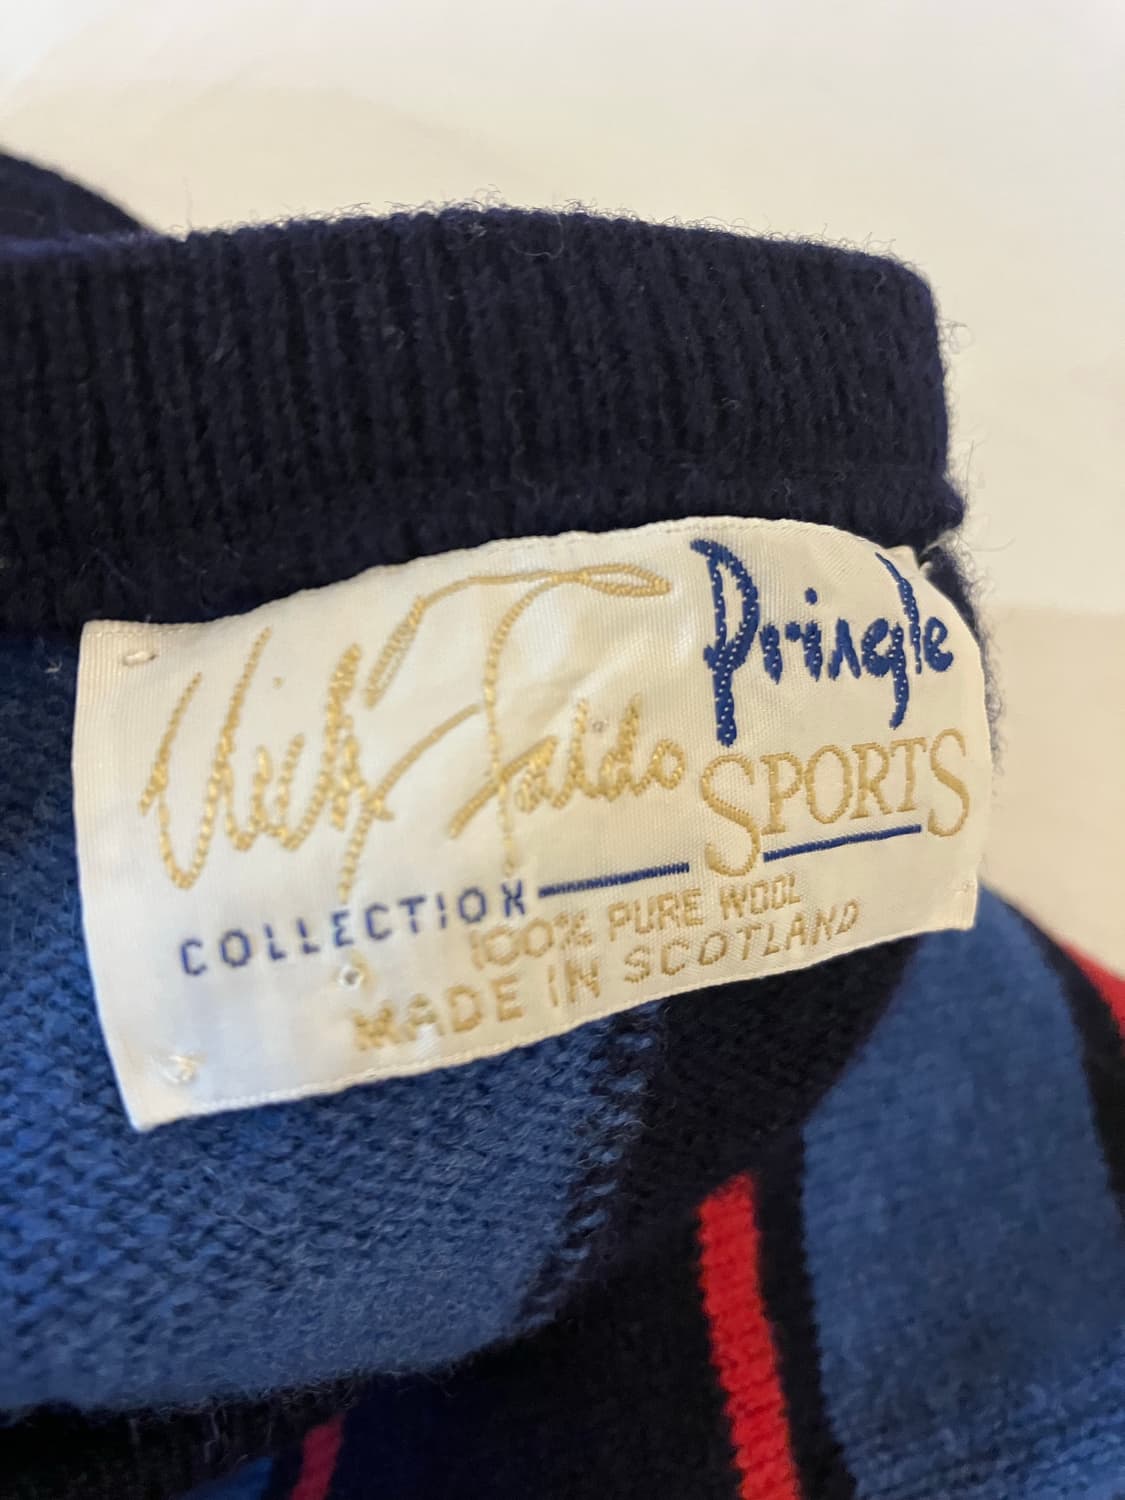 Nick Faldo
Pringle
SPORTS
COLLECTION
100% PURE WOOL
MADE IN SCOTLAND